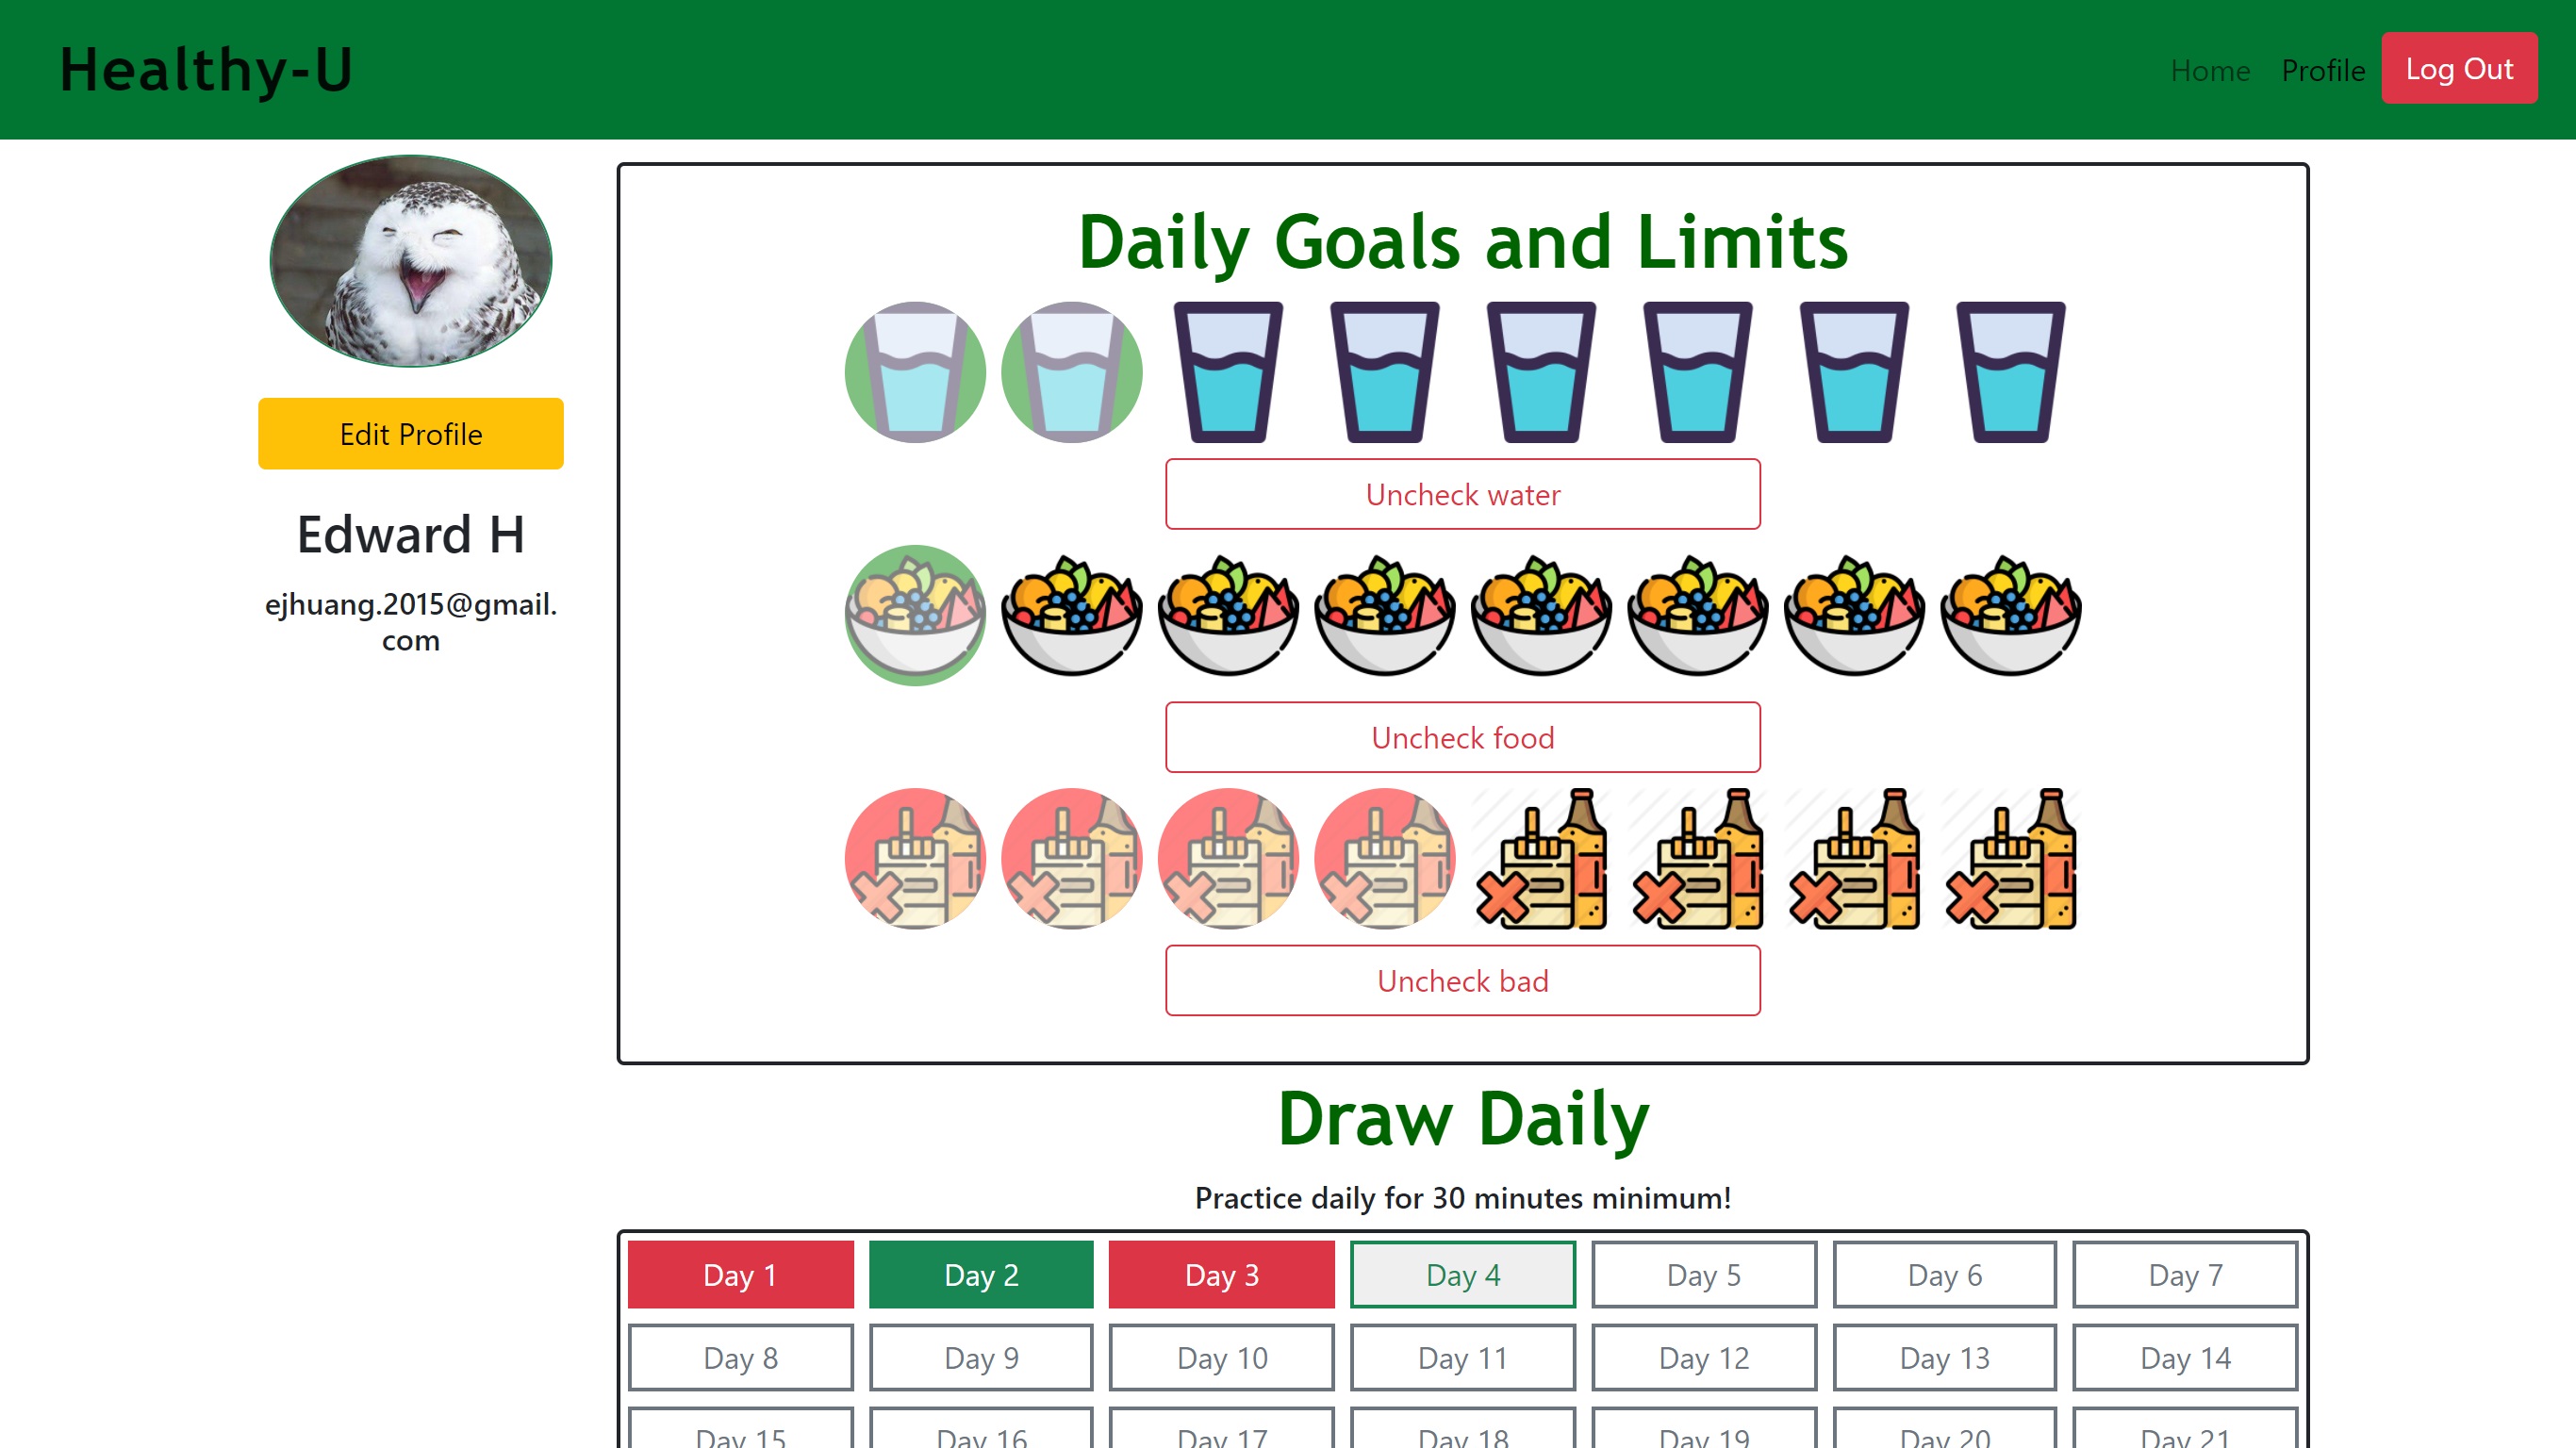 Healthy-U
Home Profile Log Out
Edit Profile
Edward H
ejhuang.2015@gmail.
com
Daily Goals and Limits
Uncheck water
Uncheck food
Uncheck bad
Draw Daily
Practice daily for 30 minutes minimum!
Day 1 Day 2 Day 3 Day 4 Day 5 Day 6 Day 7
Day 8 Day 9 Day 10 Day 11 Day 12 Day 13 Day 14
Day 15 Day 16 Day 17 Day 18 Day 19 Day 20 Day 21